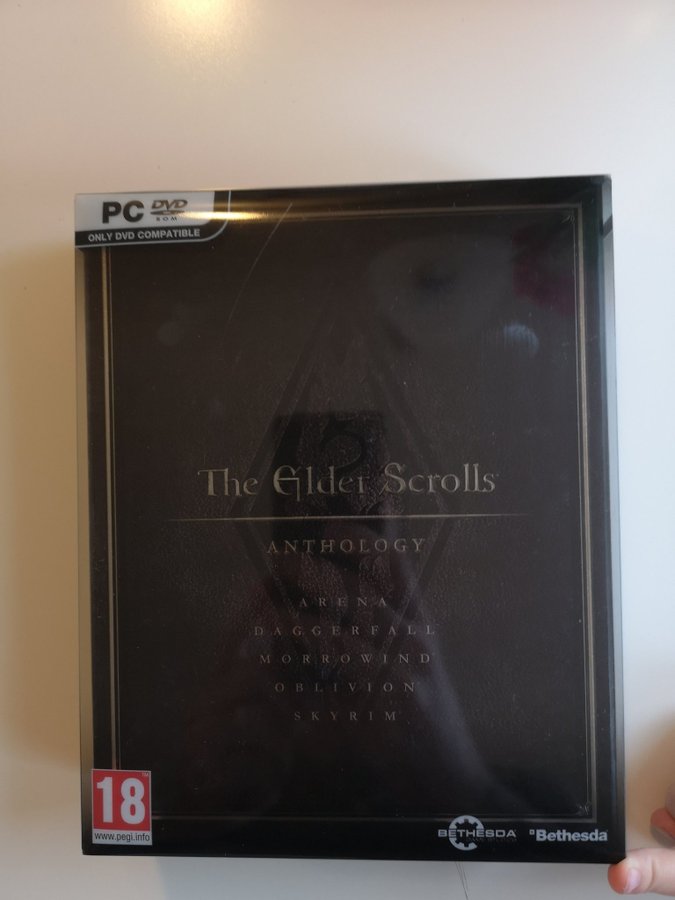 PC DVD
ROM
ONLY DVD COMPATIBLE
The Elder Scrolls
ANTHOLOGY
ARENA
DAGGERFALL
MORROWIND
OBLIVION
SKYRIM
18
www.pegi.info
BETHESDA
Bethesda